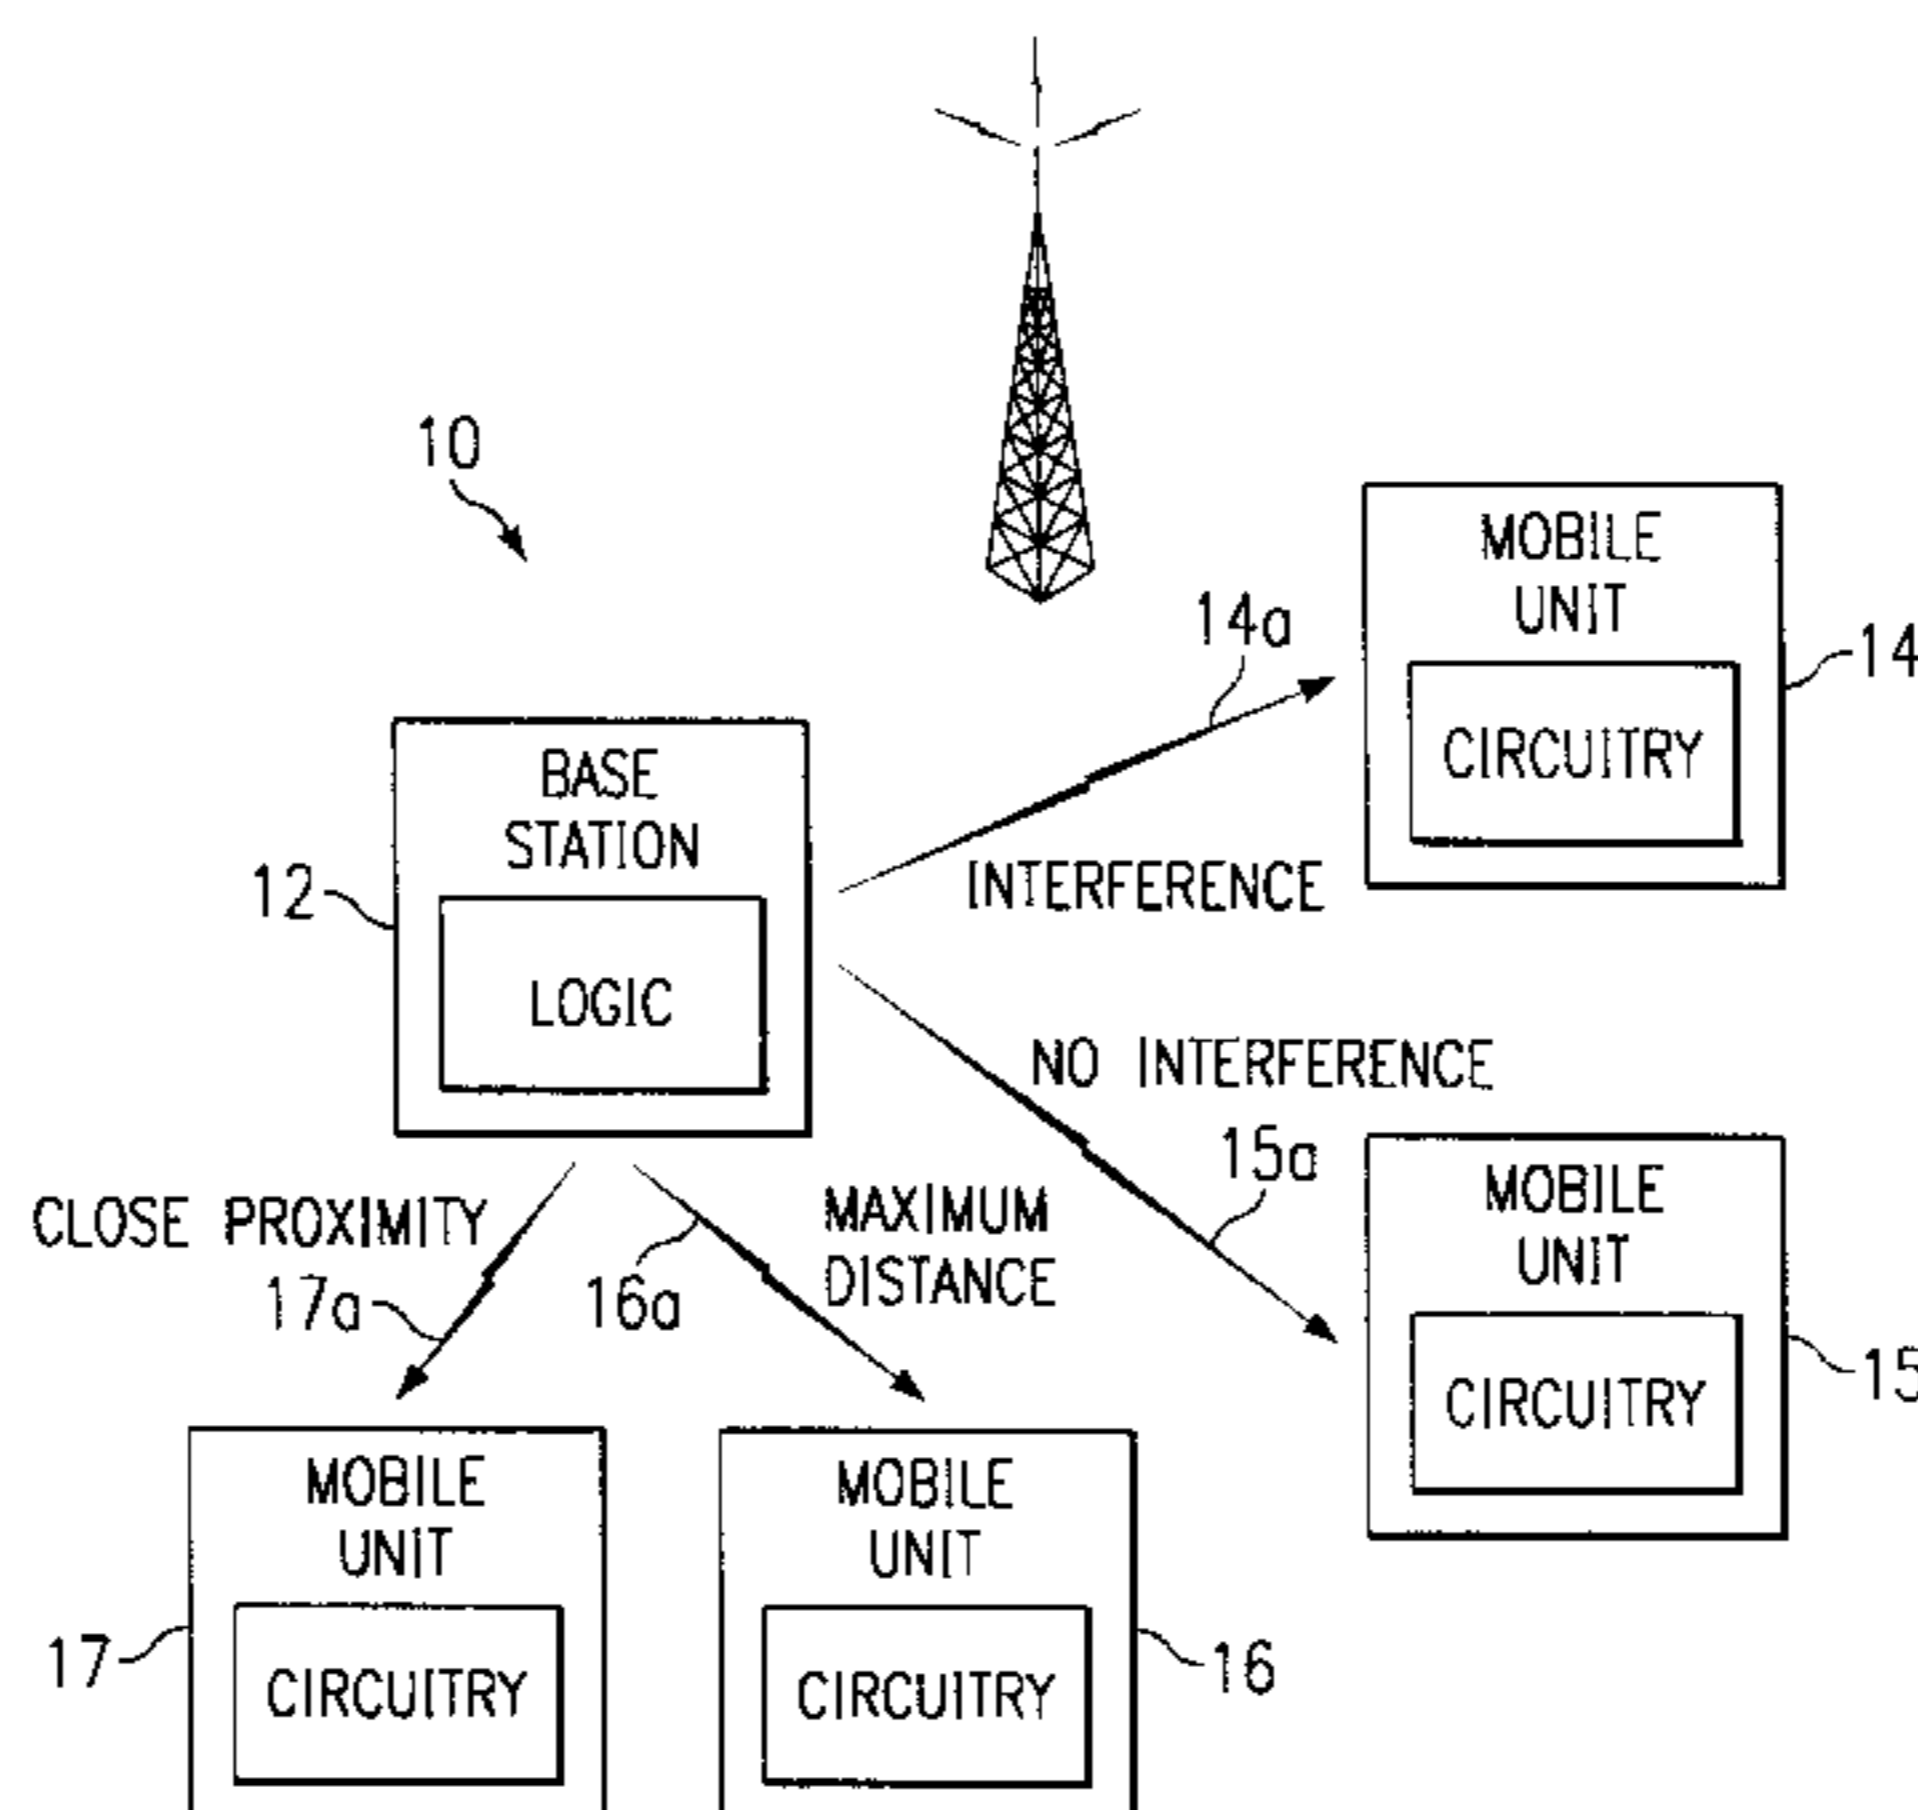 10
MOBILE
UNIT
14a
14
CIRCUITRY
BASE
STATION
12
INTERFERENCE
LOGIC
NO INTERFERENCE
15a
MOBILE
UNIT
CLOSE PROXIMITY
MAXIMUM
DISTANCE
17a
16a
15
CIRCUITRY
MOBILE
UNIT
MOBILE
UNIT
17
CIRCUITRY
CIRCUITRY
16